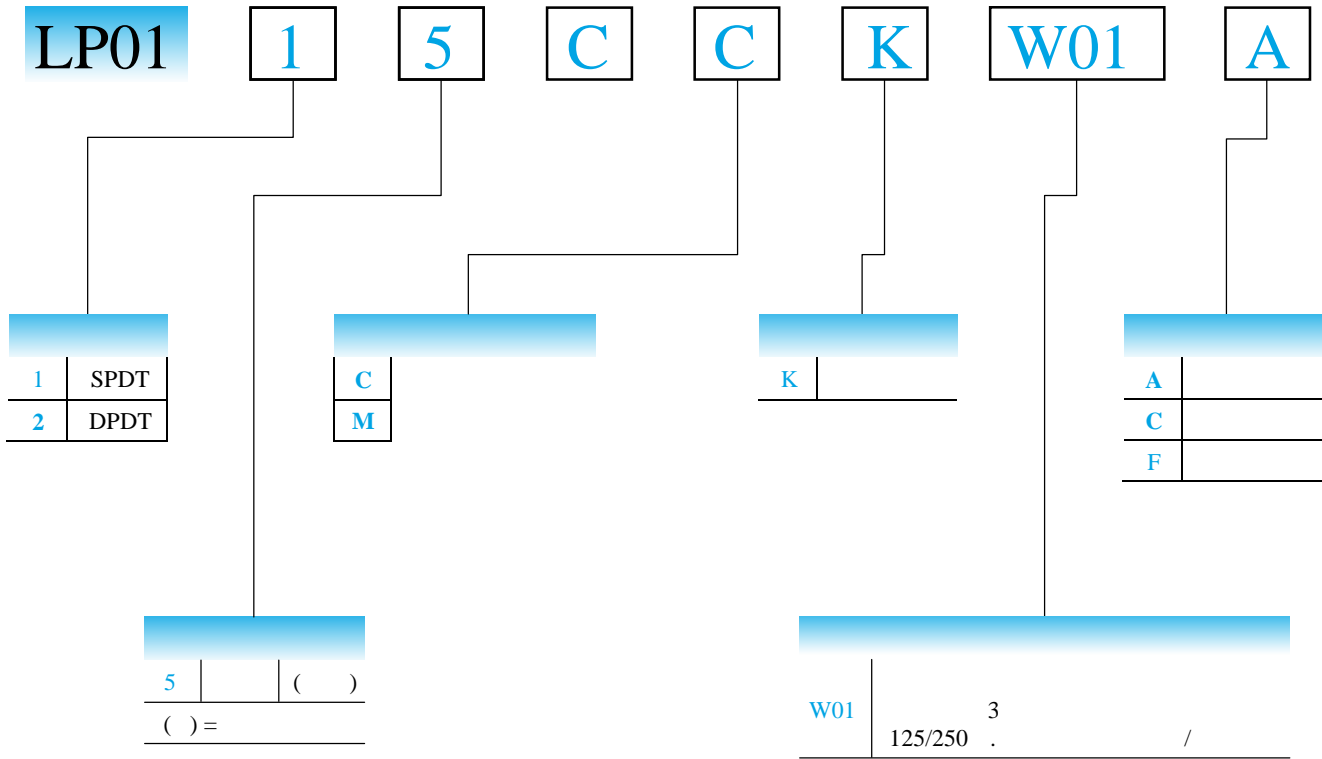 LP01 1 5 C C K W01 A
1 SPDT
2 DPDT
C
M
K
A
C
F
5 ( )
( ) =
W01 3
125/250 . /